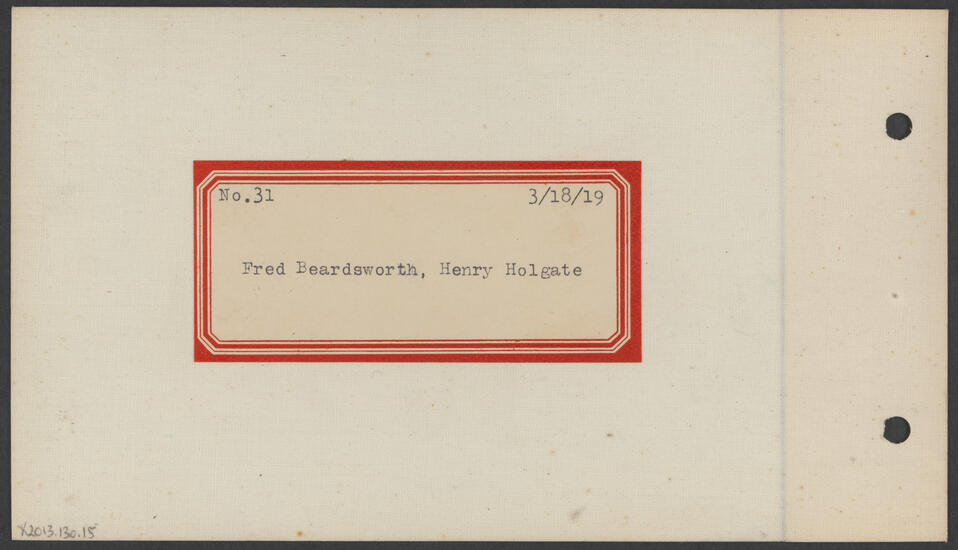 No.31 3/18/19
Fred Beardsworth, Henry Holgate
X2013.130.15